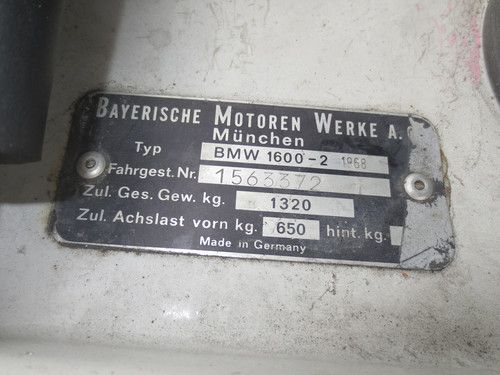 BAYERISCHE MOTOREN WERKE A.G
München
Typ BMW 1600-2 1968
Fahrgest. Nr. 1563372
Zul. Ges. Gew. kg. 1320
Zul. Achslast vorn kg. 650 hint. kg.
Made in Germany